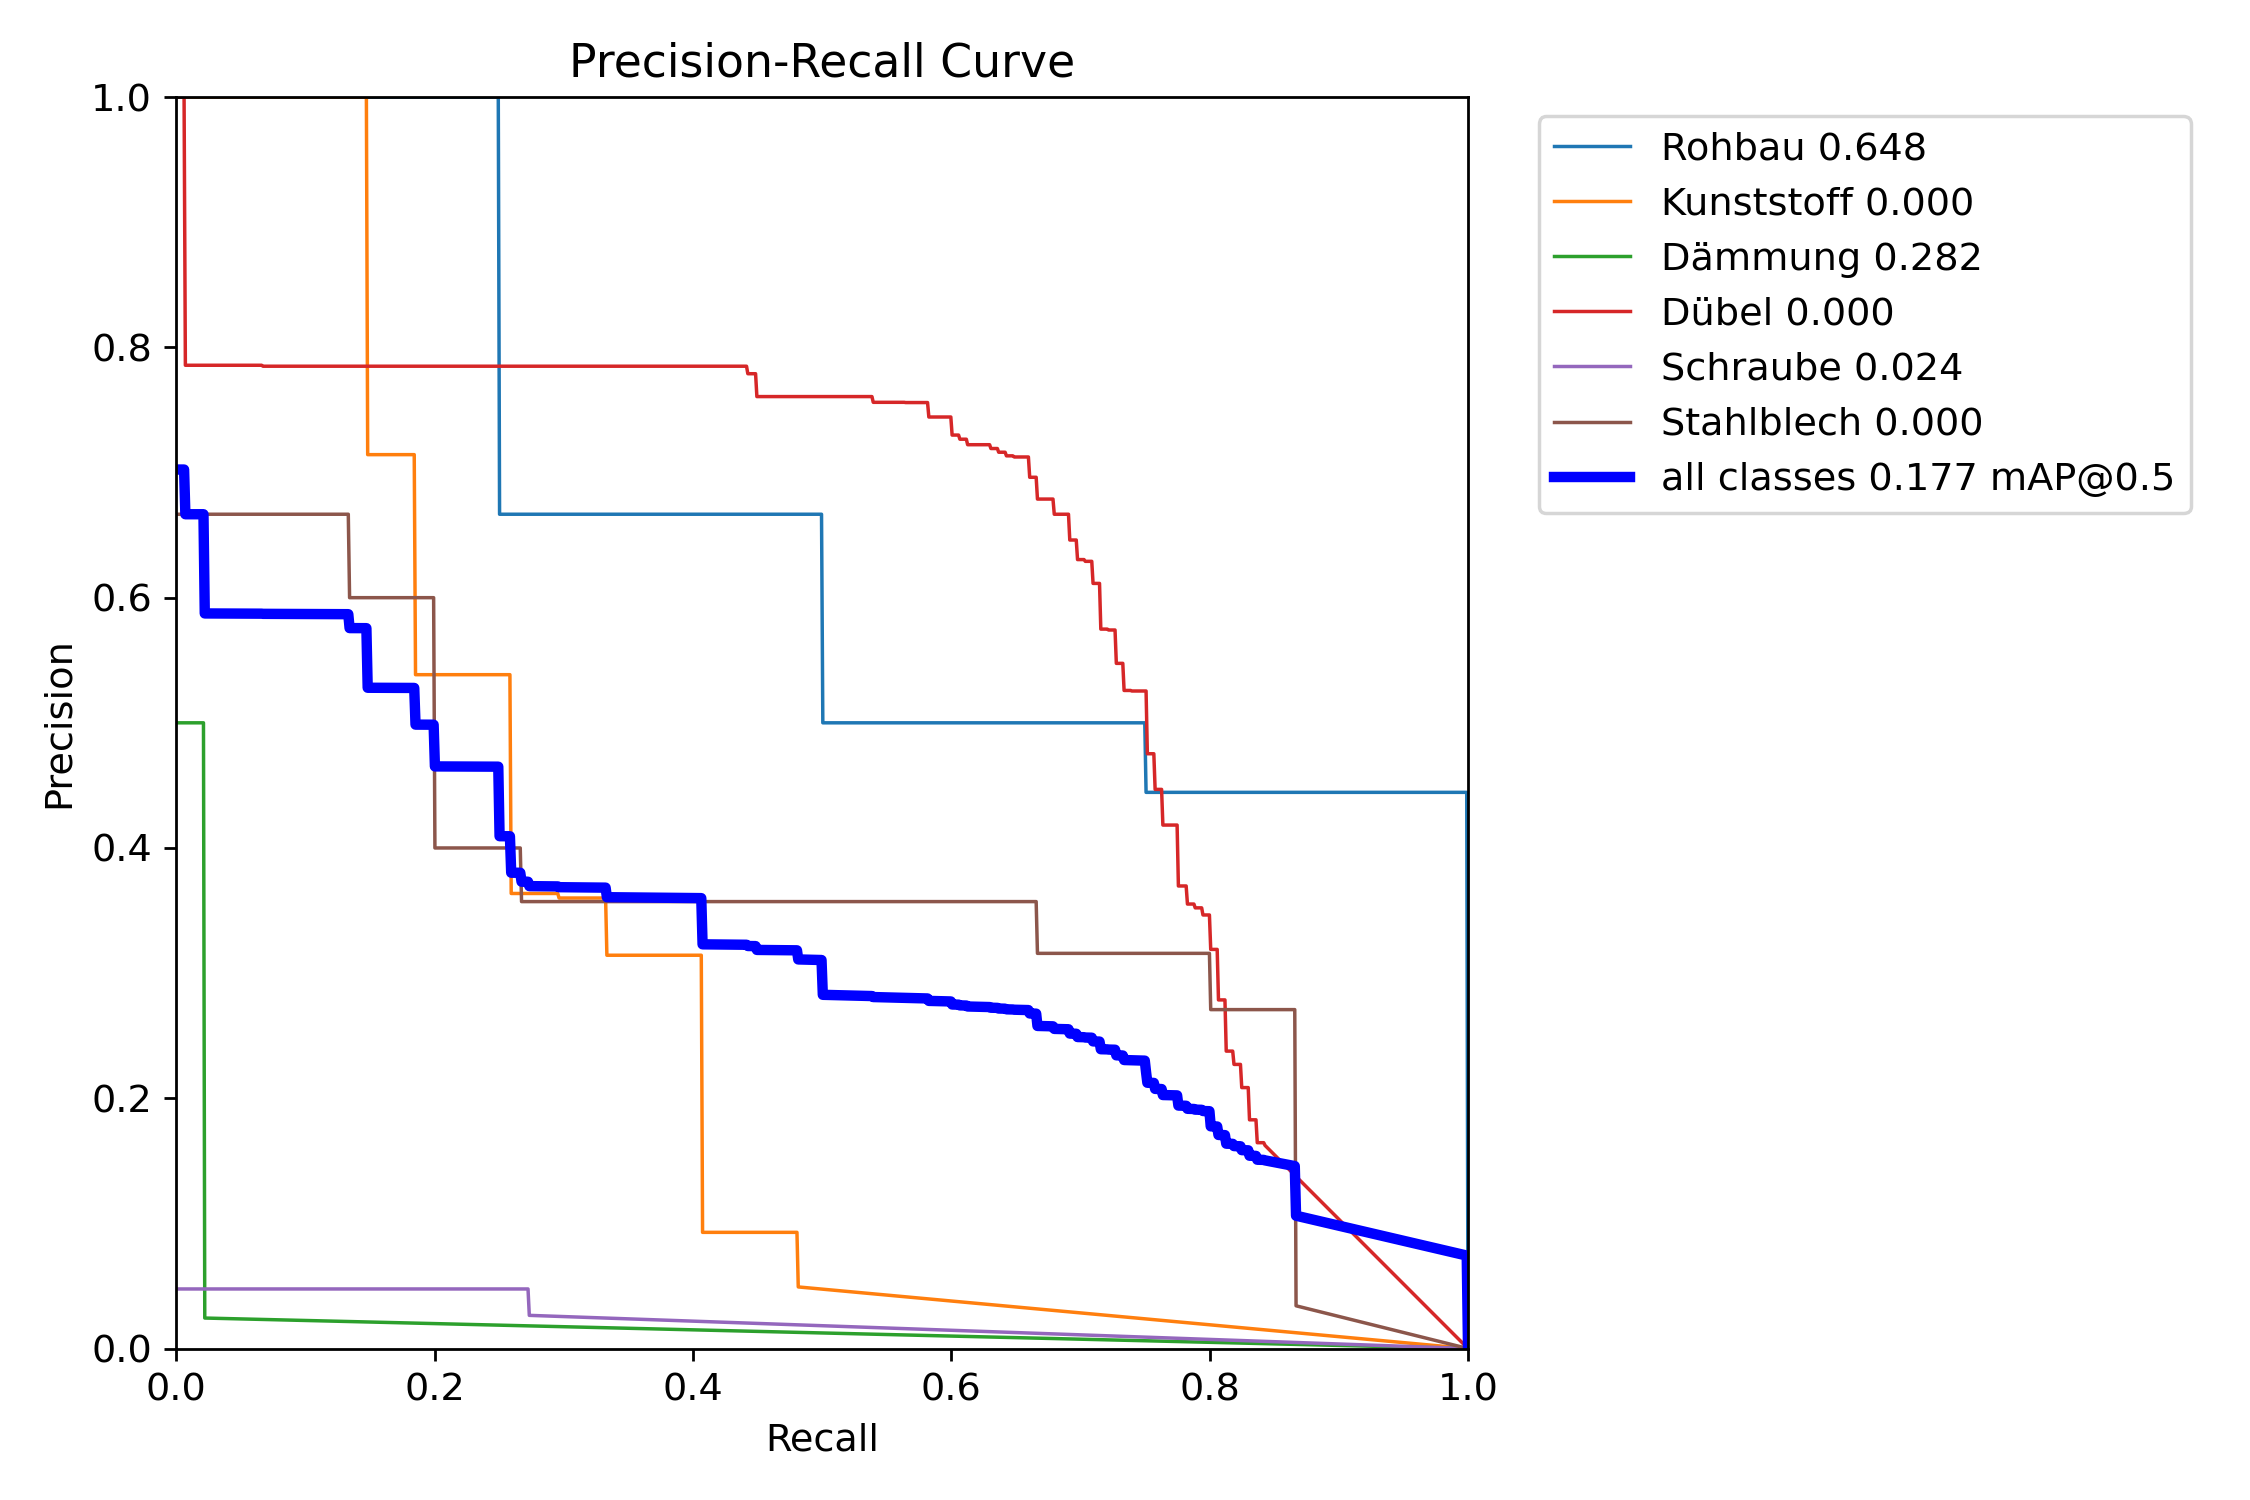 Precision-Recall Curve
1.0
0.8
0.6
0.4
0.2
0.0
Precision
0.0 0.2 0.4 0.6 0.8 1.0
Recall
Rohbau 0.648
Kunststoff 0.000
Dämmung 0.282
Dübel 0.000
Schraube 0.024
Stahlblech 0.000
all classes 0.177 mAP@0.5